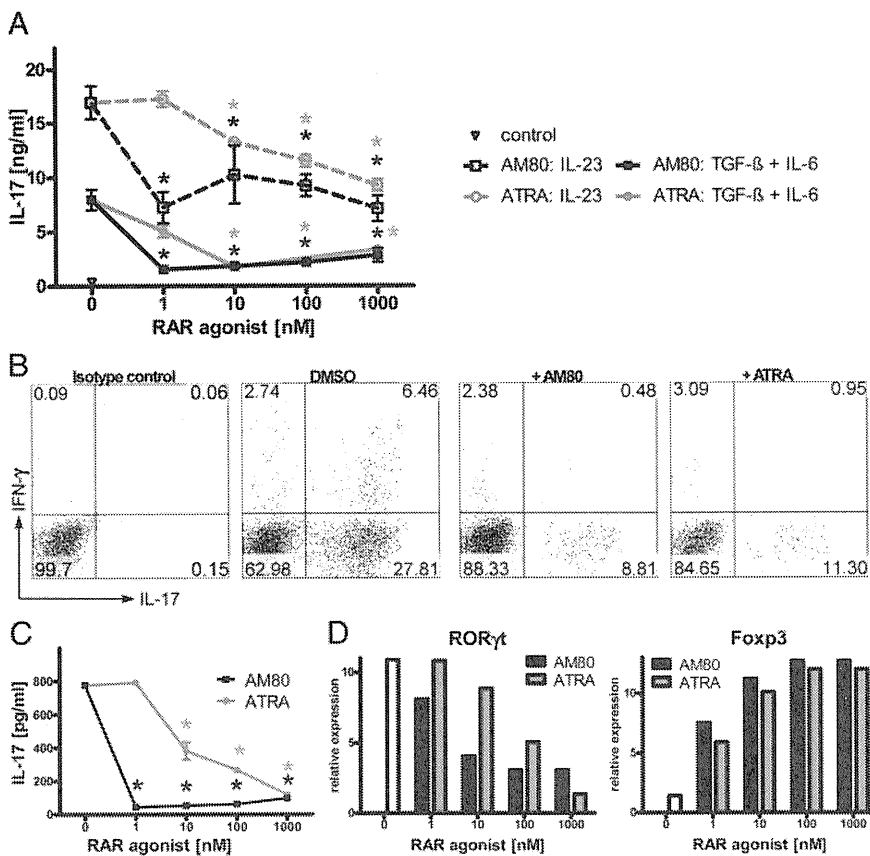 A
IL-17 [ng/ml]
20
15
10
5
0
0 1 10 100 1000
RAR agonist [nM]
* * * * * * * * * * * * * *
control
AM80: IL-23 AM80: TGF-ß + IL-6
ATRA: IL-23 ATRA: TGF-ß + IL-6
B
Isotype control DMSO + AM80 + ATRA
0.09 0.06 2.74 6.46 2.38 0.48 3.09 0.95
IFN-γ
99.7 0.15 62.98 27.81 88.33 8.81 84.65 11.30
IL-17
C
IL-17 [pg/ml]
800
600
400
200
0
0 1 10 100 1000
RAR agonist [nM]
AM80
ATRA
* * * * * * *
D
RORγt Foxp3
relative expression
10
5
0
0 1 10 100 1000
RAR agonist [nM]
AM80
ATRA
relative expression
10
5
0
0 1 10 100 1000
RAR agonist [nM]
AM80
ATRA